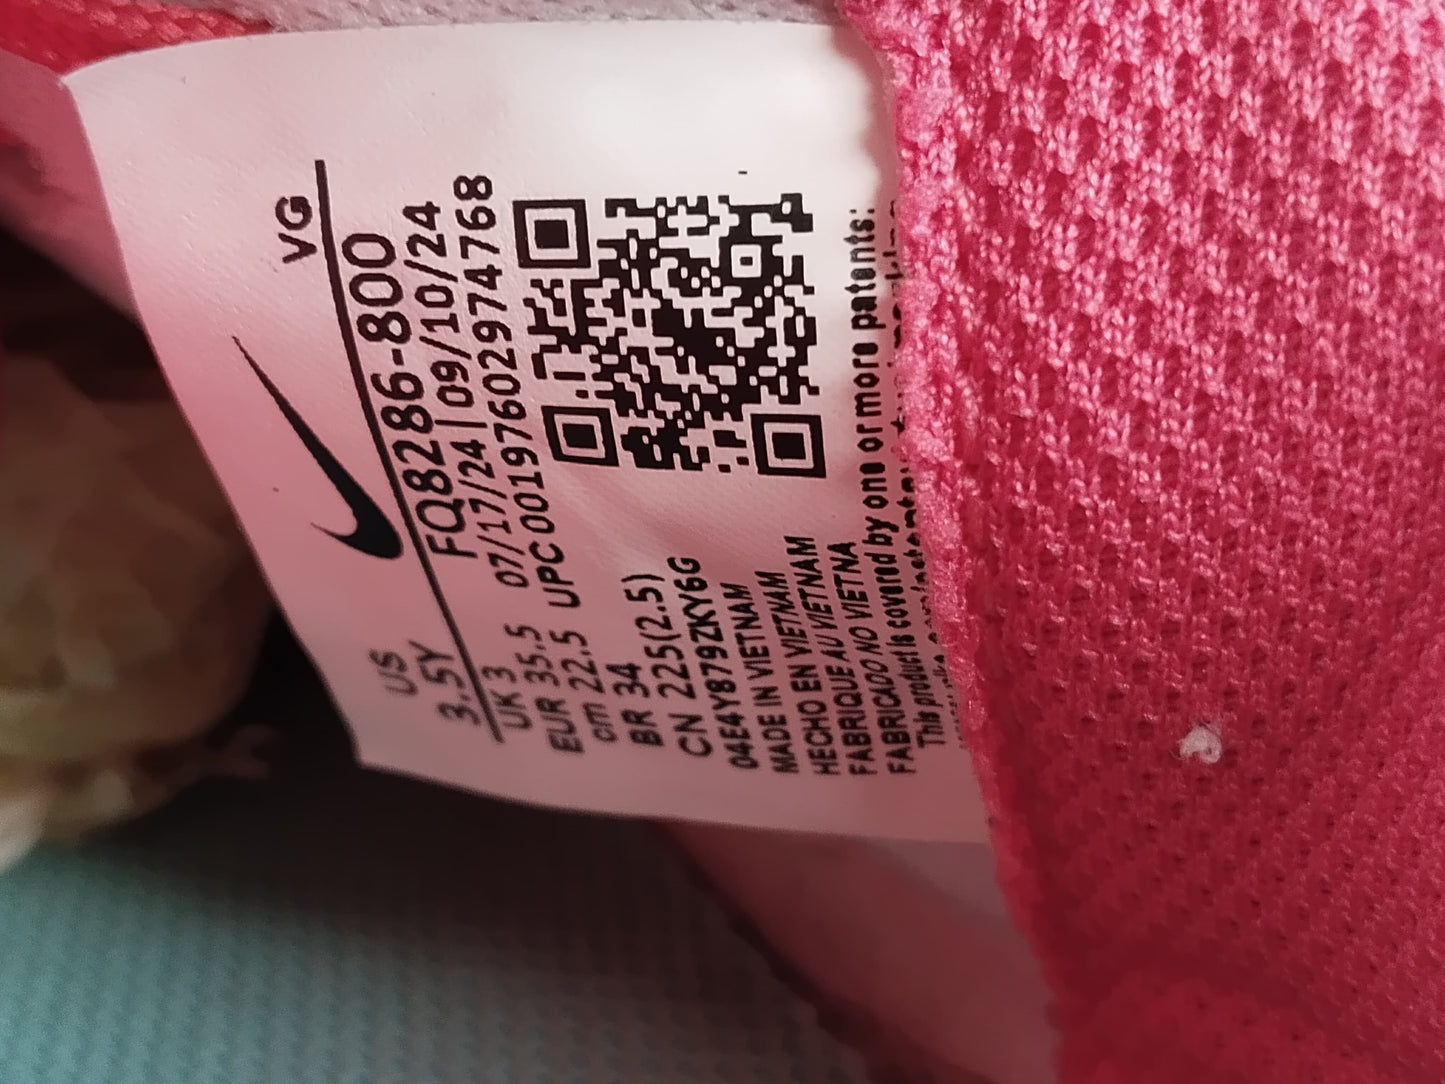 VG
US
3.5Y
FQ8286-800
UK 3
07/17/24|09/10/24
EUR 35.5
UPC 00197602974768
cm 22.5
BR 34
CN 225(2.5)
04E4Y879ZKY6G
MADE IN VIETNAM
HECHO EN VIETNAM
FABRIQUE AU VIETNAM
FABRICADO NO VIETNA
This product is covered by one or more patents: